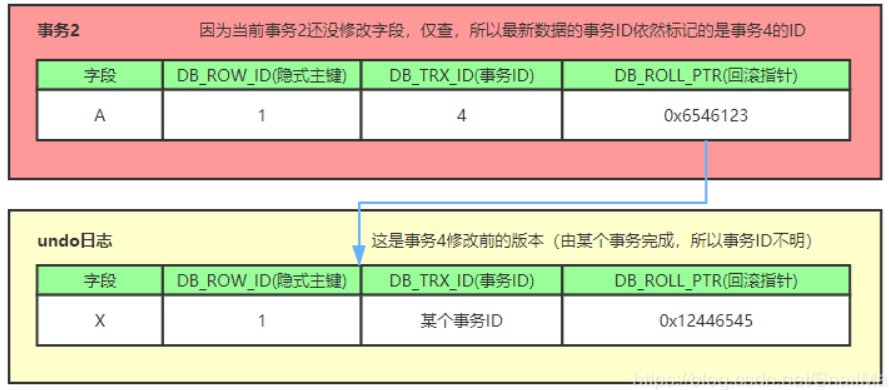 事务2 因为当前事务2还没修改字段，仅查，所以最新数据的事务ID依然标记的是事务4的ID
字段 DB_ROW_ID(隐式主键) DB_TRX_ID(事务ID) DB_ROLL_PTR(回滚指针)
A 1 4 0x6546123
undo日志 这是事务4修改前的版本（由某个事务完成，所以事务ID不明）
字段 DB_ROW_ID(隐式主键) DB_TRX_ID(事务ID) DB_ROLL_PTR(回滚指针)
X 1 某个事务ID 0x12446545